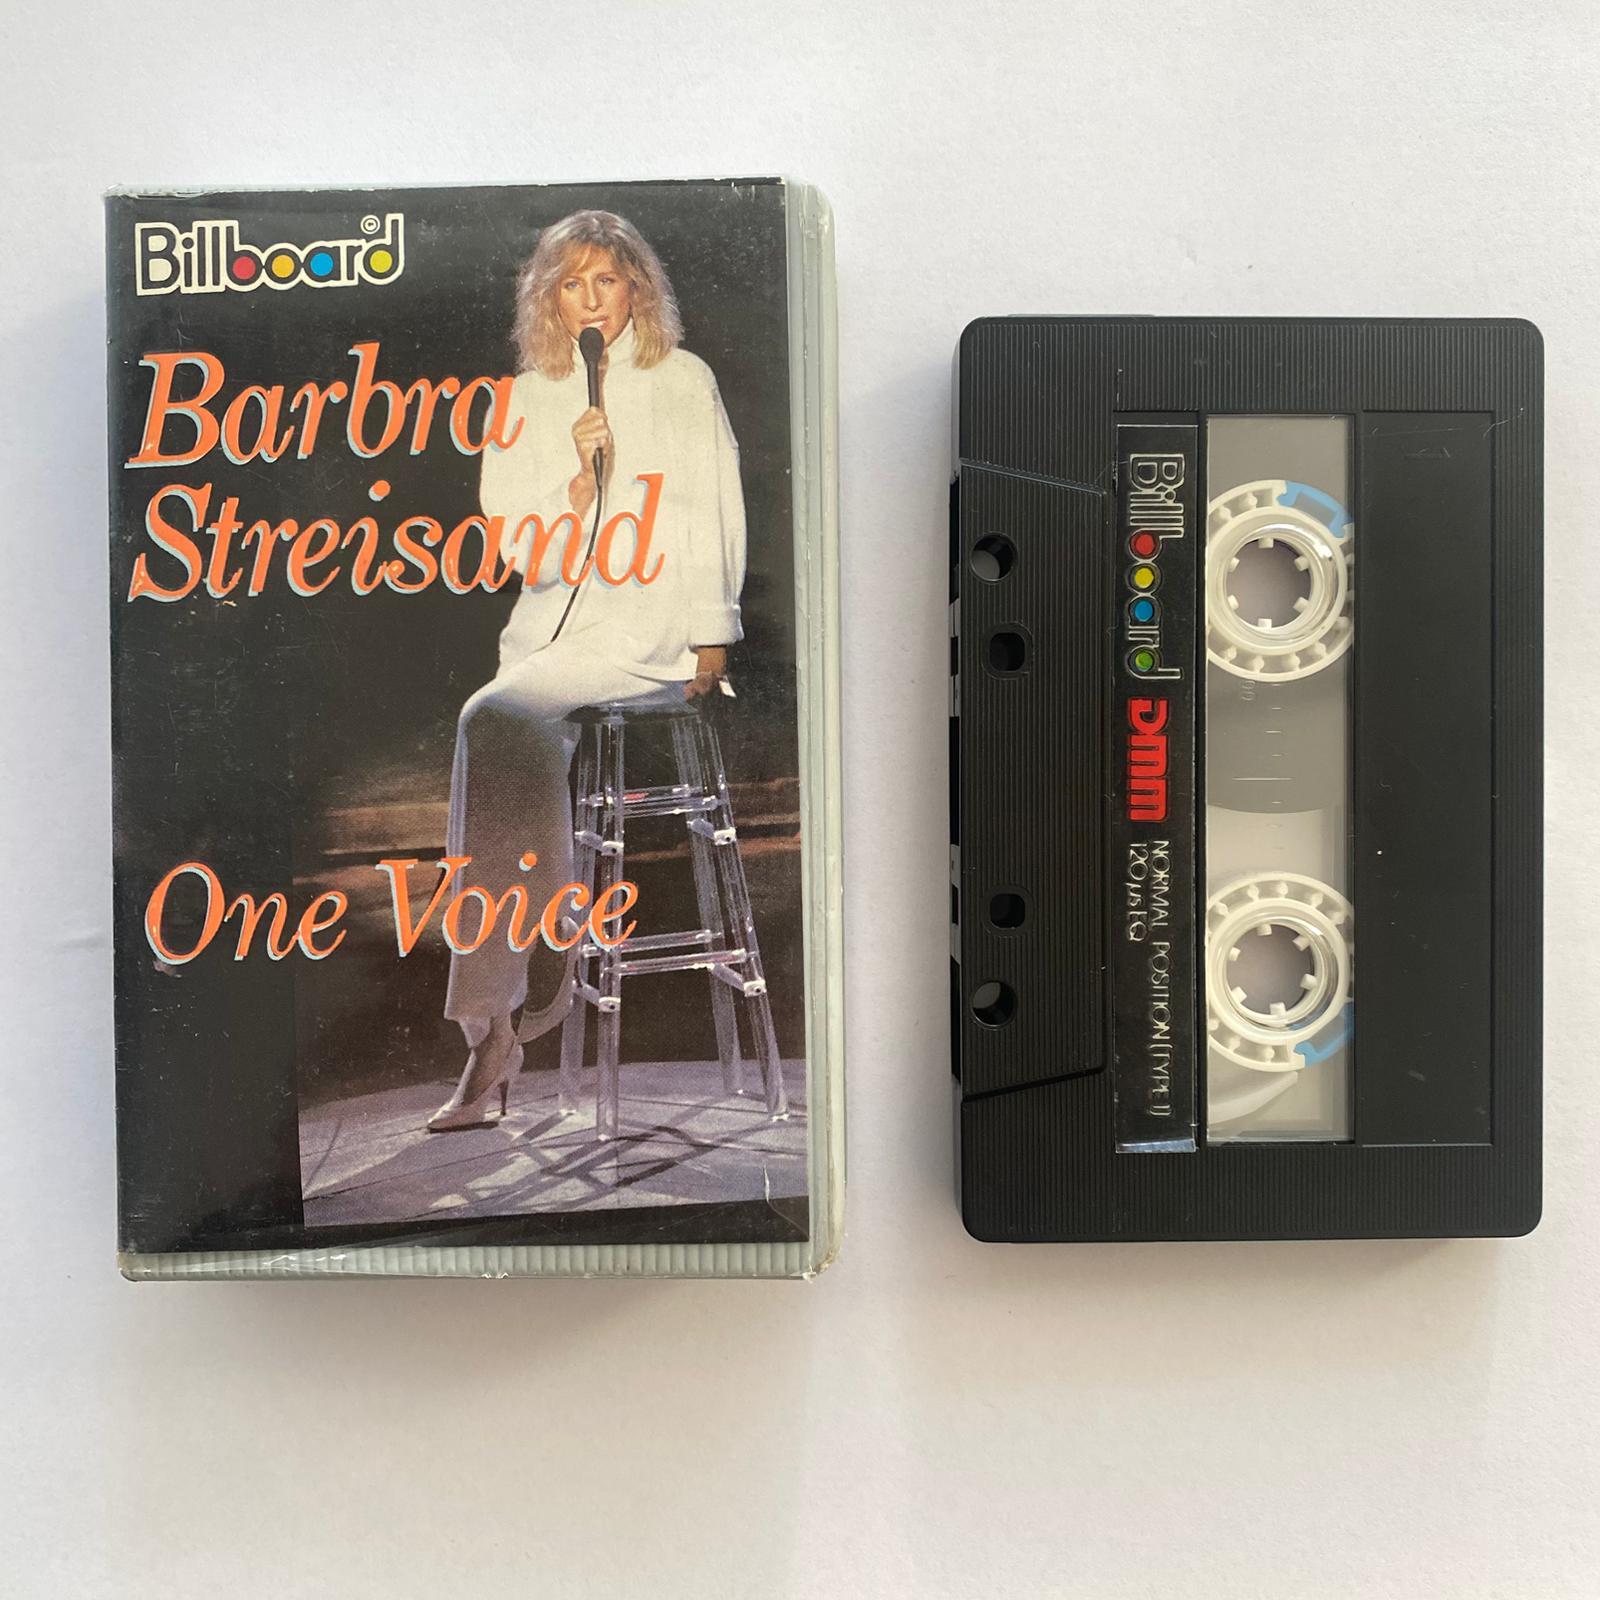 Billboard ©
Barbra
Streisand
One Voice
Billboard DMM NORMAL POSITION (TYPE I)
120µs EQ